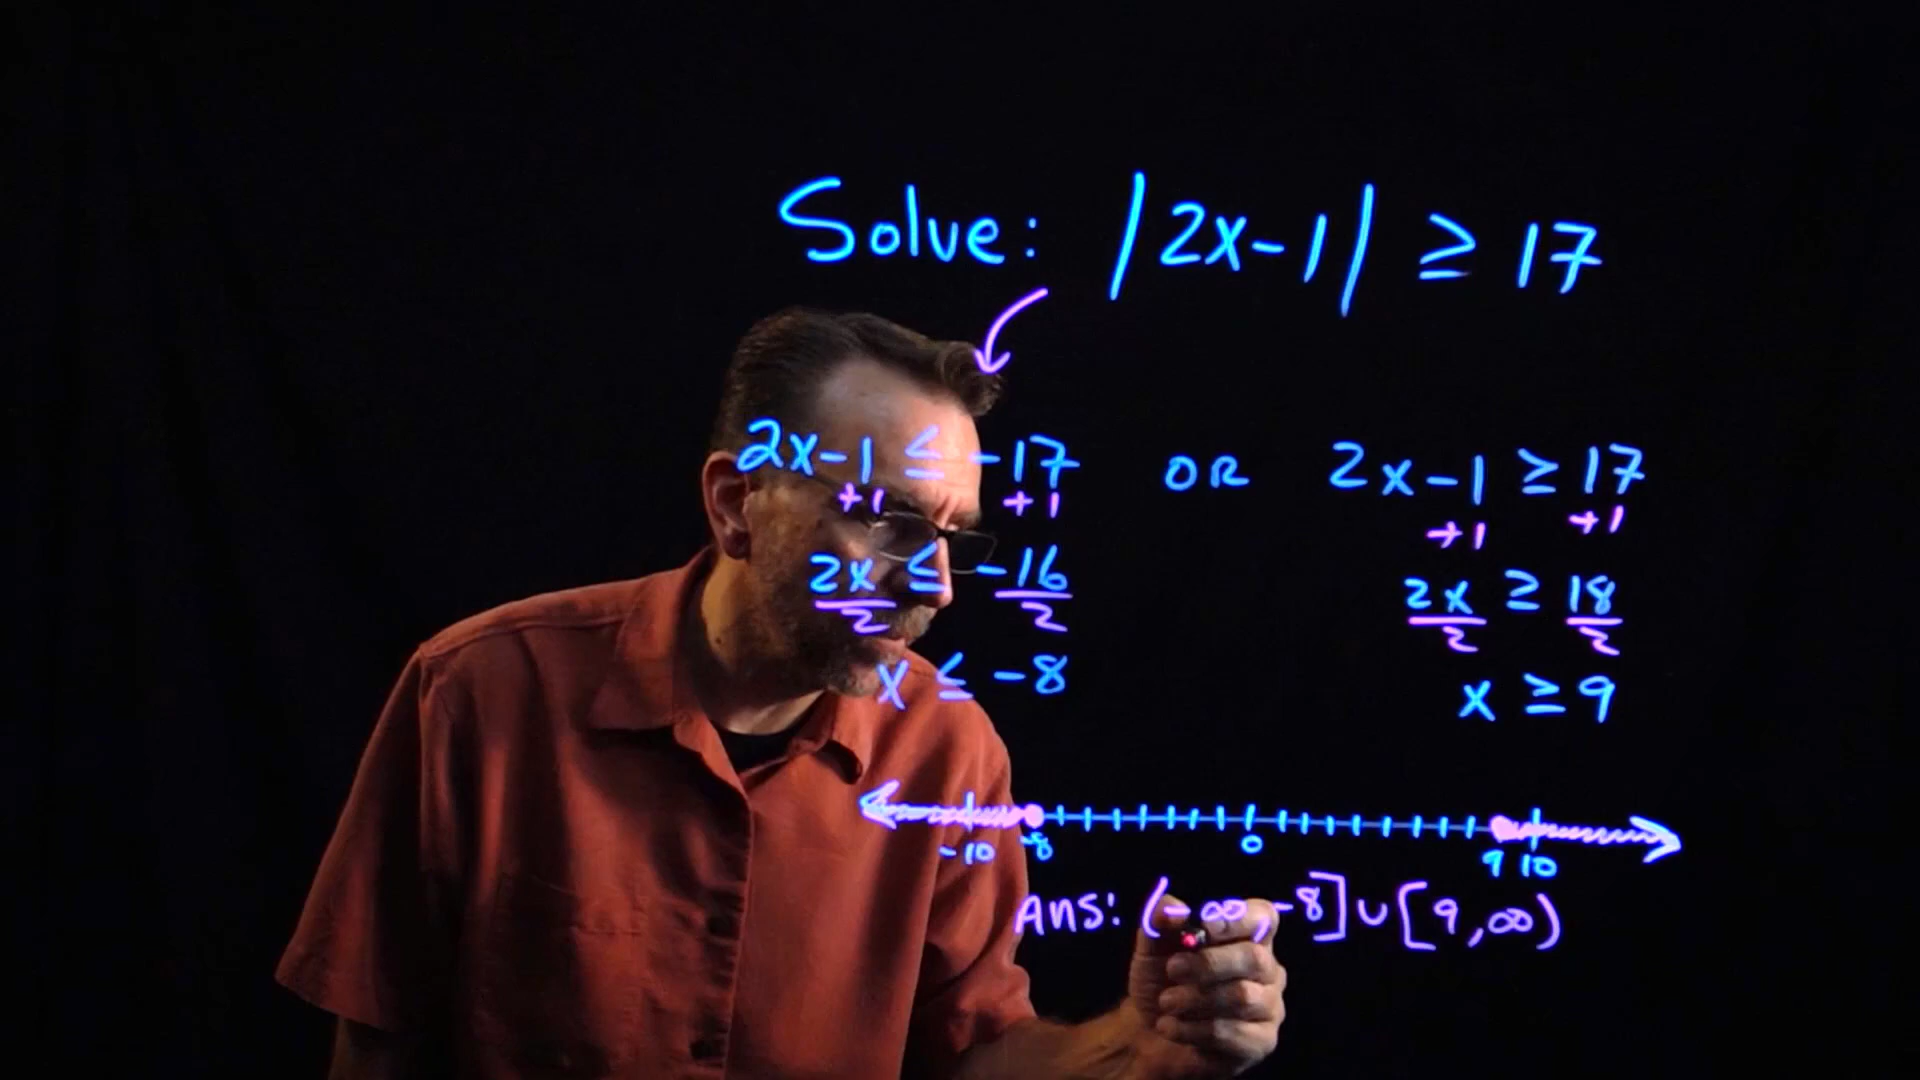 Solve: |2x-1| ≥ 17
2x-1 ≤ -17 OR 2x-1 ≥ 17
+1 +1 +1 +1
2x ≤ -16 2x ≥ 18
2 2 2 2
x ≤ -8 x ≥ 9
-10 -8 0 9 10
Ans: (-∞,-8]∪[9,∞)